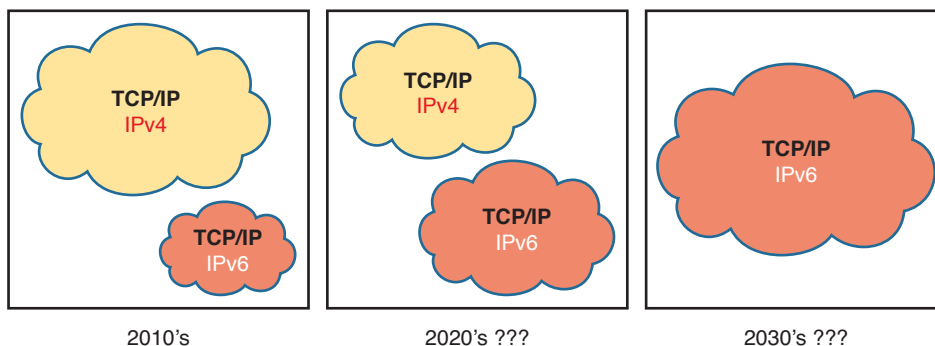 TCP/IP
IPv4
TCP/IP
IPv6
2010's
TCP/IP
IPv4
TCP/IP
IPv6
2020's ???
TCP/IP
IPv6
2030's ???